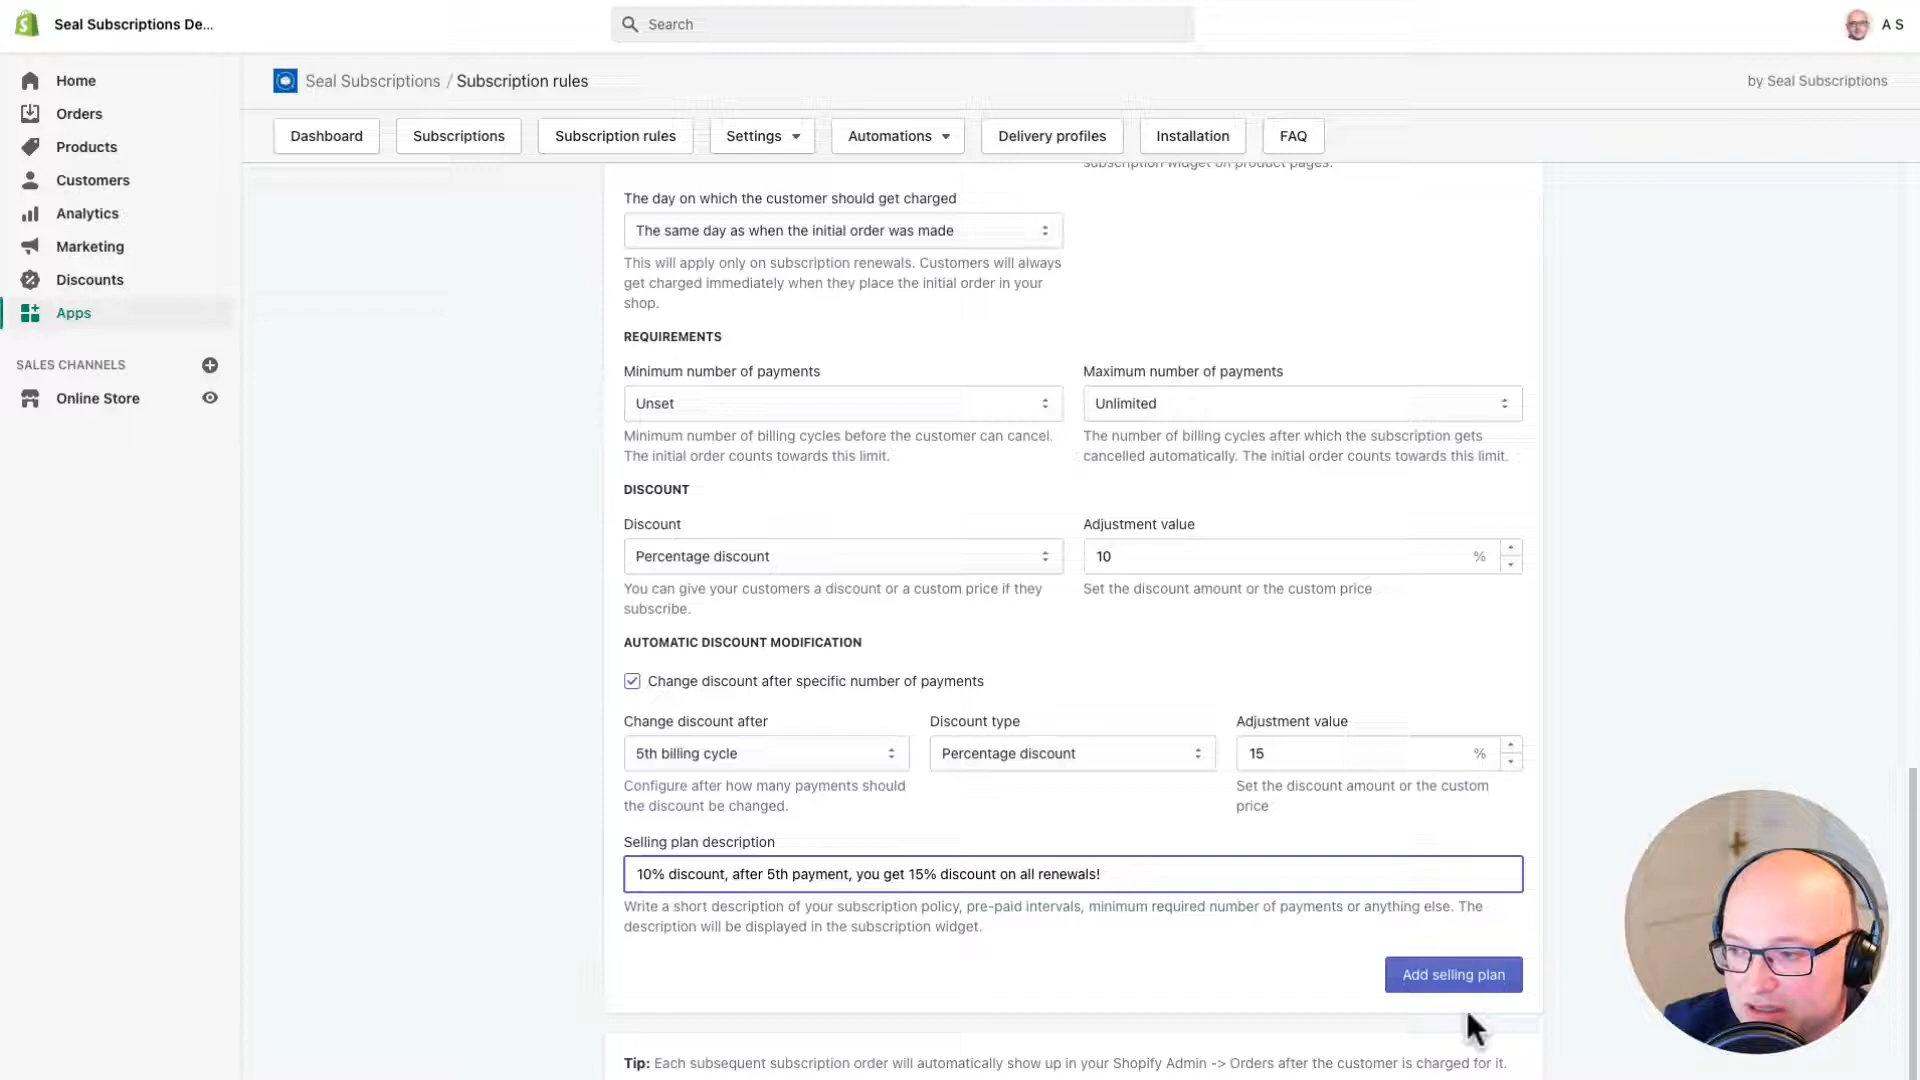 Seal Subscriptions De...
Search
A S
Home
Orders
Products
Customers
Analytics
Marketing
Discounts
Apps
SALES CHANNELS
Online Store
Seal Subscriptions / Subscription rules
by Seal Subscriptions
Dashboard
Subscriptions
Subscription rules
Settings
Automations
Delivery profiles
Installation
FAQ
subscription widget on product pages.
The day on which the customer should get charged
The same day as when the initial order was made
This will apply only on subscription renewals. Customers will always
get charged immediately when they place the initial order in your
shop.
REQUIREMENTS
Minimum number of payments
Unset
Minimum number of billing cycles before the customer can cancel.
The initial order counts towards this limit.
Maximum number of payments
Unlimited
The number of billing cycles after which the subscription gets
cancelled automatically. The initial order counts towards this limit.
DISCOUNT
Discount
Percentage discount
You can give your customers a discount or a custom price if they
subscribe.
Adjustment value
10 %
Set the discount amount or the custom price
AUTOMATIC DISCOUNT MODIFICATION
Change discount after specific number of payments
Change discount after
5th billing cycle
Configure after how many payments should
the discount be changed.
Discount type
Percentage discount
Adjustment value
15 %
Set the discount amount or the custom
price
Selling plan description
10% discount, after 5th payment, you get 15% discount on all renewals!
Write a short description of your subscription policy, pre-paid intervals, minimum required number of payments or anything else. The
description will be displayed in the subscription widget.
Add selling plan
Tip: Each subsequent subscription order will automatically show up in your Shopify Admin -> Orders after the customer is charged for it.